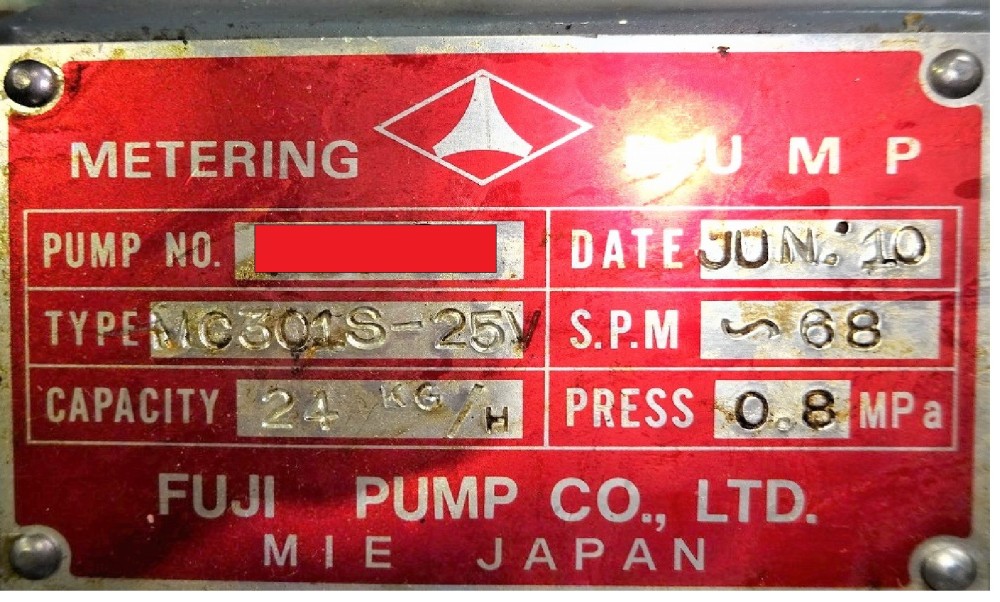 METERING PUMP
PUMP NO.
DATE JUN.'10
TYPE MC301S-25V
S.P.M ~68
CAPACITY 24 KG/H
PRESS 0.8 MPa
FUJI PUMP CO., LTD.
MIE JAPAN